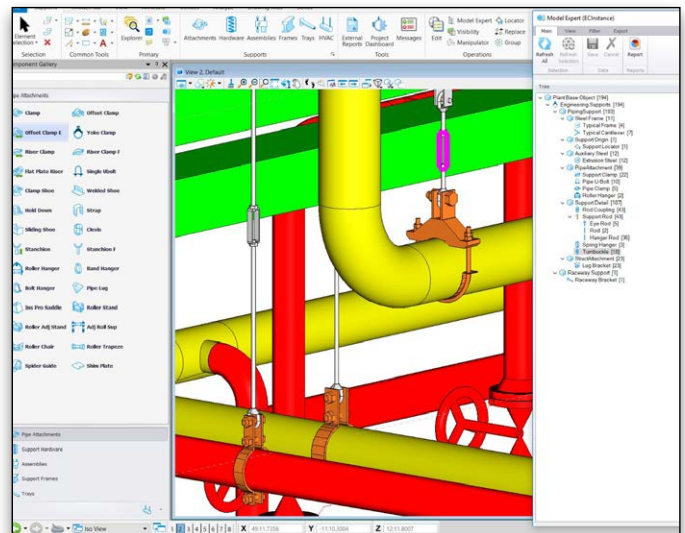 Element Selection
Selection
Common Tools
Explorer
Primary
Attachments Hardware Assemblies Frames Trays HVAC
Supports
External Reports
Project Dashboard
Messages
Tools
Edit
Model Expert
Visibility
Manipulator
Locator
Replace
Group
Operations
omponent Gallery
ipe Attachments
Clamp
Offset Clamp
Offset Clamp I
Yoke Clamp
Riser Clamp
Riser Clamp I
Flat Plate Riser
Single Ubolt
Clamp Shoe
Welded Shoe
Hold Down
Strap
Sliding Shoe
Clevis
Stanchion
Stanchion F
Roller Hanger
Band Hanger
Bolt Hanger
Pipe Lug
Ins Pro Saddle
Roller Stand
Roller Adj Stand
Adj Roll Sup
Roller Chair
Roller Trapeze
Spider Guide
Shim Plate
Pipe Attachments
Support Hardware
Assemblies
Support Frames
Trays
Iso View
1 2 3 4 5 6 7 8
X 49:11.7356
Y -11:10.3304
Z 12:11.8007
View 2, Default
Model Expert (ECInstance)
Main View Filter Export
Refresh All
Refresh Selection
Selection
Save
Cancel
Data
Report
Reports
Tree
Plant Base Object [194]
Engineering Supports [194]
PipingSupport [193]
Steel Frame [11]
Typical Frame [4]
Typical Cantilever [7]
Support Origin [1]
Support Locator [1]
Auxiliary Steel [12]
Extrusion Steel [12]
PipeAttachment [39]
Support Clamp [22]
Pipe U-Bolt [10]
Pipe Clamp [5]
Roller Hanger [2]
Support Detail [107]
Rod Coupling [43]
Support Rod [43]
Eye Rod [5]
Rod [2]
Hanger Rod [36]
Spring Hanger [3]
Turnbuckle [18]
StrutAttachment [23]
Lug Bracket [23]
Raceway Support [1]
Raceway Bracket [1]